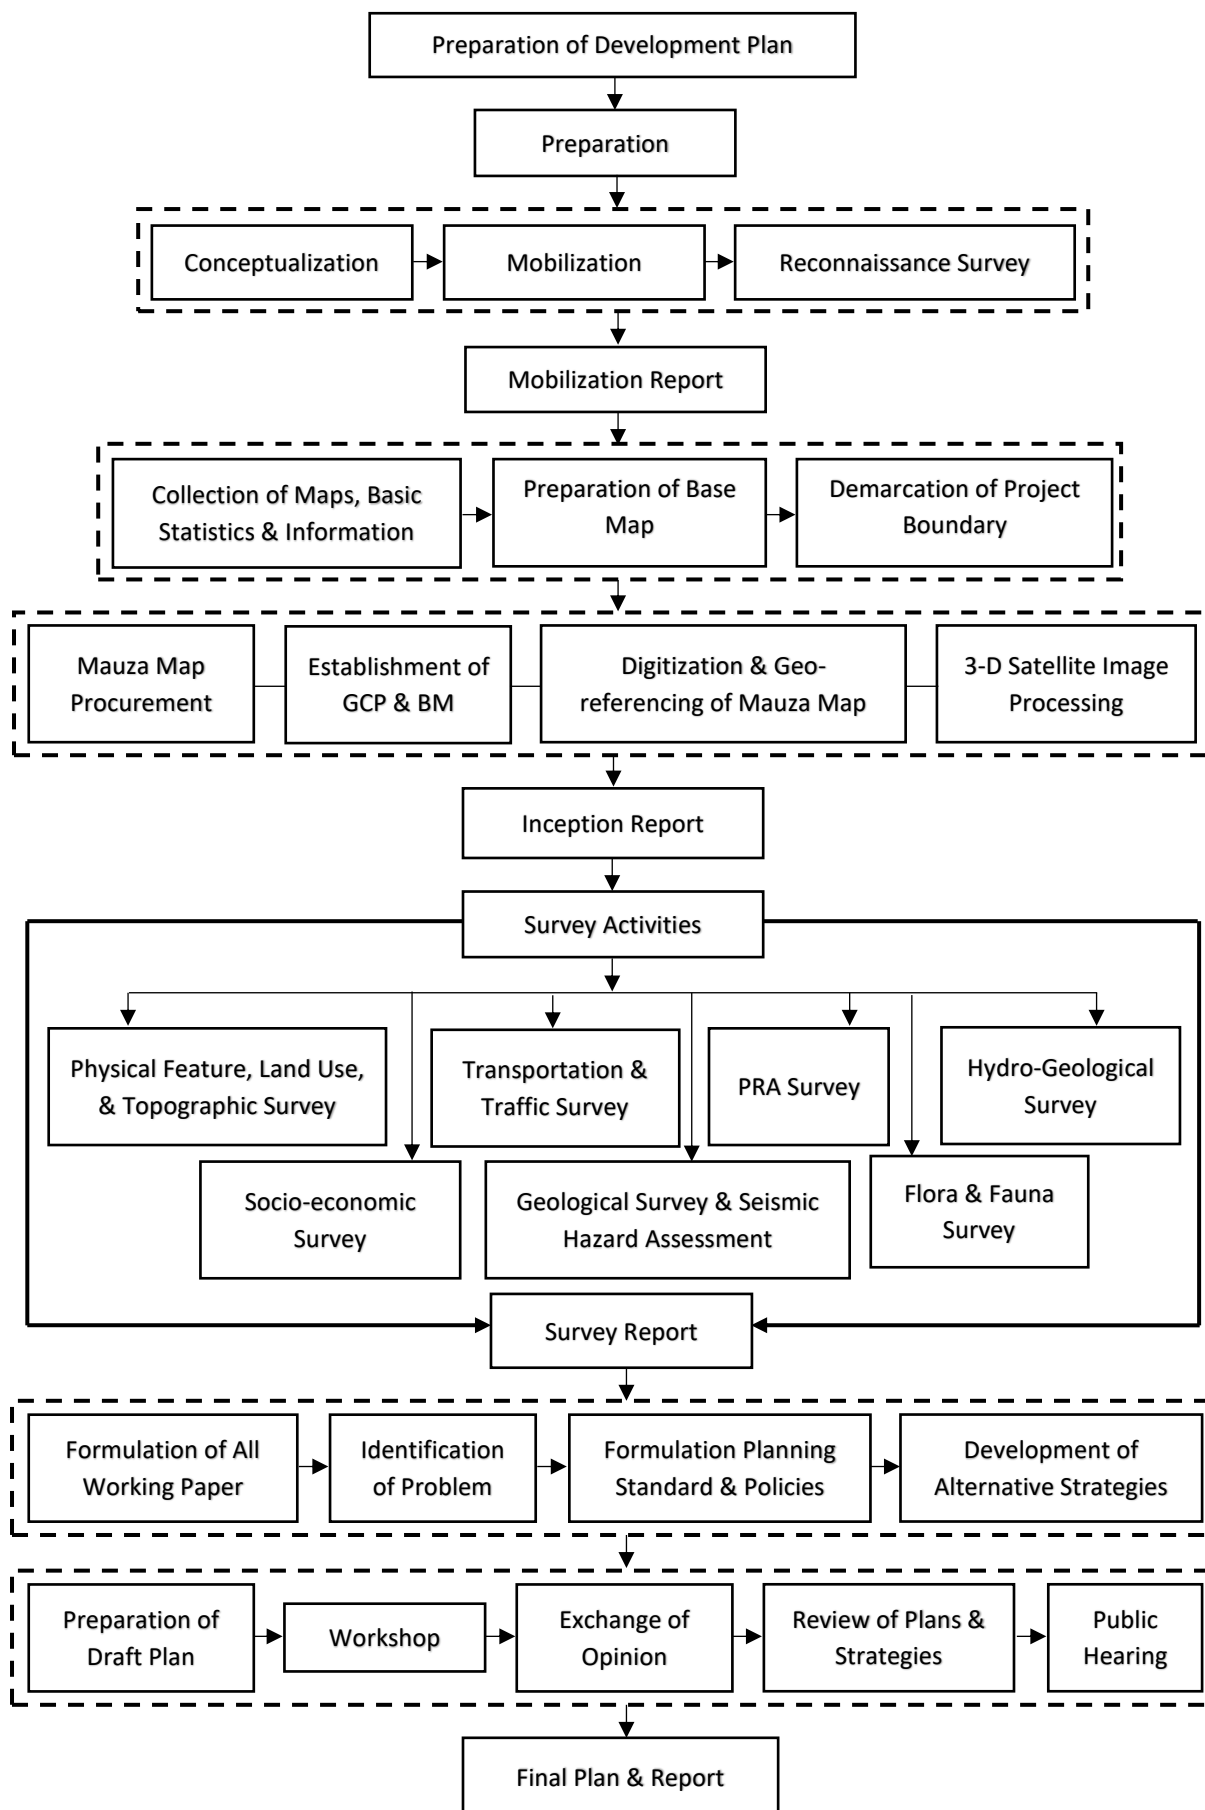 Preparation of Development Plan
Preparation
Conceptualization
Mobilization
Reconnaissance Survey
Mobilization Report
Collection of Maps, Basic
Statistics & Information
Preparation of Base
Map
Demarcation of Project
Boundary
Mauza Map
Procurement
Establishment of
GCP & BM
Digitization & Geo-
referencing of Mauza Map
3-D Satellite Image
Processing
Inception Report
Survey Activities
Physical Feature, Land Use,
& Topographic Survey
Transportation &
Traffic Survey
PRA Survey
Hydro-Geological
Survey
Socio-economic
Survey
Geological Survey & Seismic
Hazard Assessment
Flora & Fauna
Survey
Survey Report
Formulation of All
Working Paper
Identification
of Problem
Formulation Planning
Standard & Policies
Development of
Alternative Strategies
Preparation of
Draft Plan
Workshop
Exchange of
Opinion
Review of Plans &
Strategies
Public
Hearing
Final Plan & Report